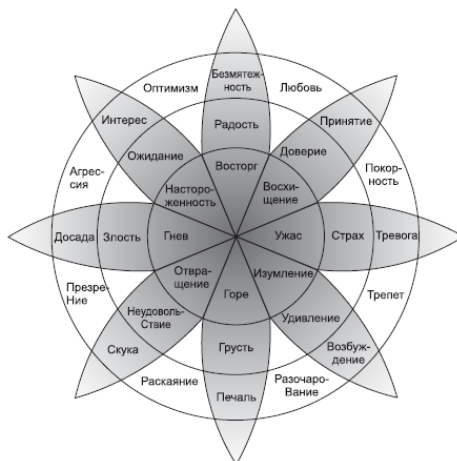 Безмятеж-
ность
Оптимизм
Любовь
Интерес
Радость
Принятие
Ожидание
Доверие
Восторг
Агрес-
сия
Покор-
ность
Насторо-
женность
Восхи-
щение
Досада
Злость
Гнев
Ужас
Страх
Тревога
Отвра-
щение
Изумление
Презре-
Ние
Горе
Трепет
Неудоволь-
Ствие
Удивление
Скука
Грусть
Возбуж-
дение
Раскаяние
Разочаро-
Вание
Печаль